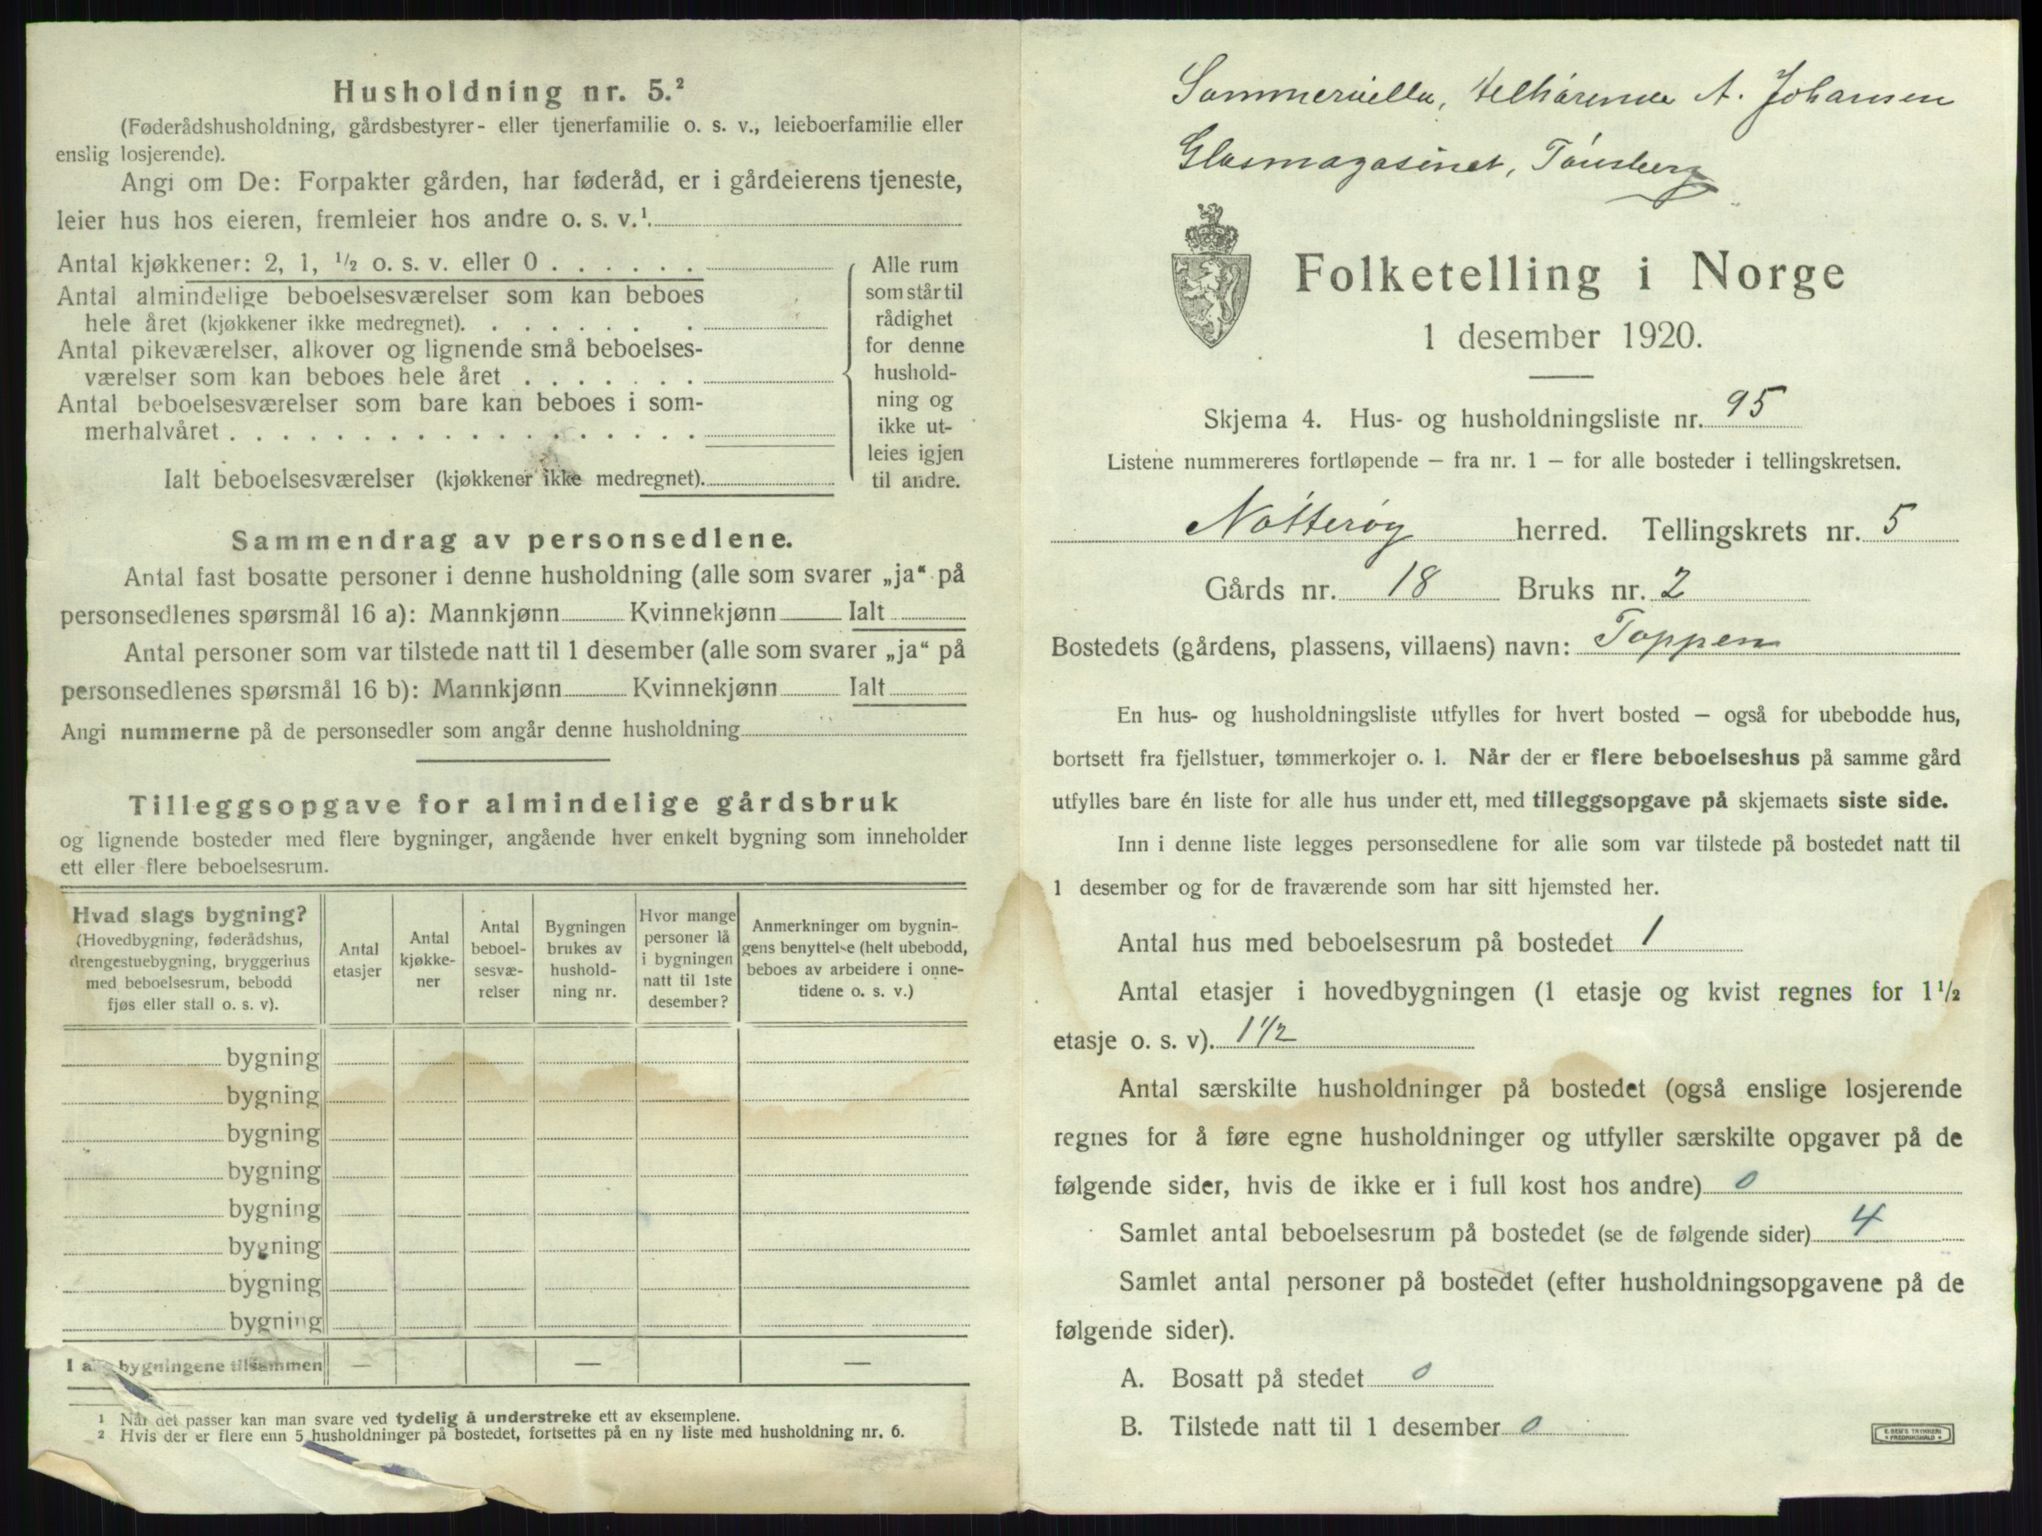 Husholdning nr. 5.²
(Føderådshusholdning, gårdsbestyrer- eller tjenerfamilie o. s. v., leieboerfamilie eller
enslig losjerende).
Angi om De: Forpakter gården, har føderåd, er i gårdeierens tjeneste,
leier hus hos eieren, fremleier hos andre o. s. v.¹
Antal kjøkkener: 2, 1, ½ o. s. v. eller 0 . . . . . .
Antal almindelige beboelsesværelser som kan beboes
hele året (kjøkkener ikke medregnet). . . . . . . .
Antal pikeværelser, alkover og lignende små beboelses-
værelser som kan beboes hele året . . . . . . .
Antal beboelsesværelser som bare kan beboes i som-
merhalvåret . . . . . . . . . . . . . . . . . .
Ialt beboelsesværelser (kjøkkener ikke medregnet).
Alle rum
som står til
rådighet
for denne
hushold-
ning og
ikke ut-
leies igjen
til andre.
Sammendrag av personsedlene.
Antal fast bosatte personer i denne husholdning (alle som svarer „ja“ på
personsedlenes spørsmål 16 a): Mannkjønn Kvinnekjønn Ialt
Antal personer som var tilstede natt til 1 desember (alle som svarer „ja“ på
personsedlenes spørsmål 16 b): Mannkjønn Kvinnekjønn Ialt
Angi nummerne på de personsedler som angår denne husholdning
Tilleggsopgave for almindelige gårdsbruk
og lignende bosteder med flere bygninger, angående hver enkelt bygning som inneholder
ett eller flere beboelsesrum.
Hvad slags bygning?
(Hovedbygning, føderådshus,
drengestuebygning, bryggerhus
med beboelsesrum, bebodd
fjøs eller stall o. s. v).
Antal
etasjer
Antal
kjøkke-
ner
Antal
beboel-
sesvæ-
relser
Bygningen
brukes av
hushold-
ning nr.
Hvor mange
personer lå
i bygningen
natt til 1ste
desember?
Anmerkninger om bygnin-
gens benyttelse (helt ubebodd,
beboes av arbeidere i onne-
tidene o. s. v.)
bygning
bygning
bygning
bygning
bygning
bygning
bygning
bygning
bygningene tilsammen — — —
¹ Når det passer kan man svare ved tydelig å understreke ett av eksemplene.
² Hvis der er flere enn 5 husholdninger på bostedet, fortsettes på en ny liste med husholdning nr. 6.
Sommervilla, tilhørende A. Johansen
Glasmagasinet, Tønsberg
Folketelling i Norge
1 desember 1920.
Skjema 4. Hus- og husholdningsliste nr. 95
Listene nummereres fortløpende – fra nr. 1 – for alle bosteder i tellingskretsen.
Nøtterøy herred. Tellingskrets nr. 5
Gårds nr. 18 Bruks nr. 2
Bostedets (gårdens, plassens, villaens) navn: Toppen
En hus- og husholdningsliste utfylles for hvert bosted – også for ubebodde hus,
bortsett fra fjellstuer, tømmerkojer o. l. Når der er flere beboelseshus på samme gård
utfylles bare én liste for alle hus under ett, med tilleggsopgave på skjemaets siste side.
Inn i denne liste legges personsedlene for alle som var tilstede på bostedet natt til
1 desember og for de fraværende som har sitt hjemsted her.
Antal hus med beboelsesrum på bostedet 1
Antal etasjer i hovedbygningen (1 etasje og kvist regnes for 1½
etasje o. s. v). 1½
Antal særskilte husholdninger på bostedet (også enslige losjerende
regnes for å føre egne husholdninger og utfyller særskilte opgaver på de
følgende sider, hvis de ikke er i full kost hos andre) 0
Samlet antal beboelsesrum på bostedet (se de følgende sider) 4
Samlet antal personer på bostedet (efter husholdningsopgavene på de
følgende sider).
A. Bosatt på stedet 0
B. Tilstede natt til 1 desember 0